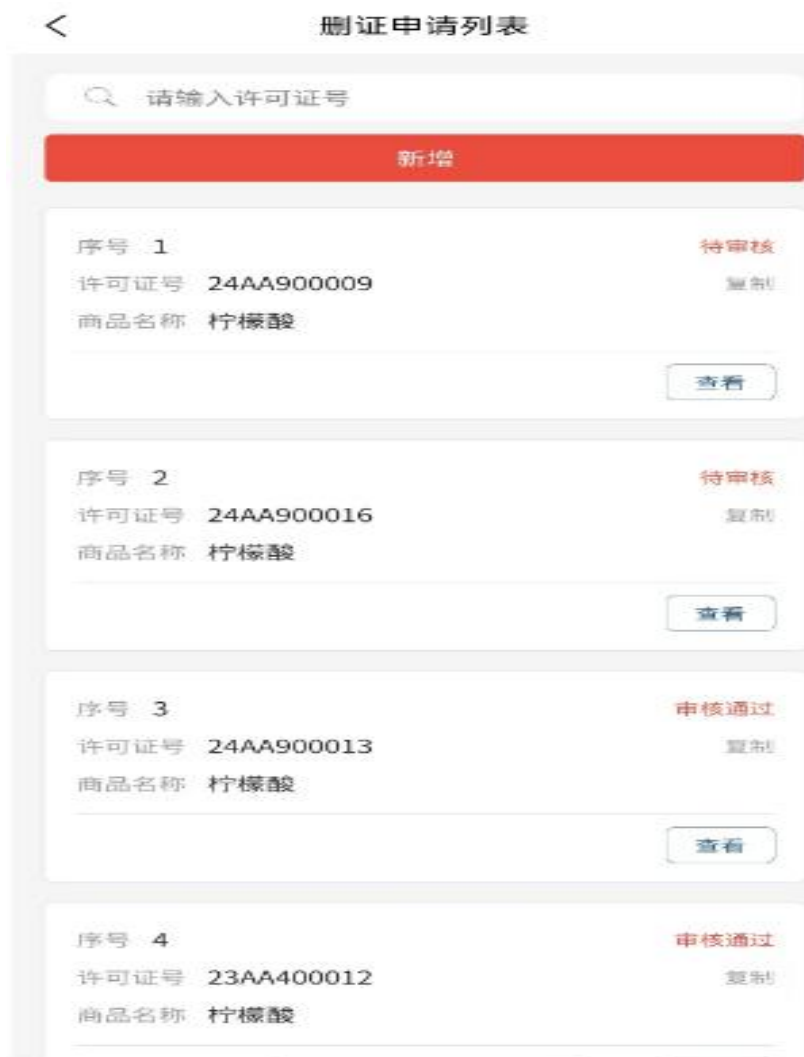 删证申请列表
请输入许可证号
新增
序号 1 待审核
许可证号 24AA900009 复制
商品名称 柠檬酸
查看
序号 2 待审核
许可证号 24AA900016 复制
商品名称 柠檬酸
查看
序号 3 审核通过
许可证号 24AA900013 复制
商品名称 柠檬酸
查看
序号 4 审核通过
许可证号 23AA400012 复制
商品名称 柠檬酸